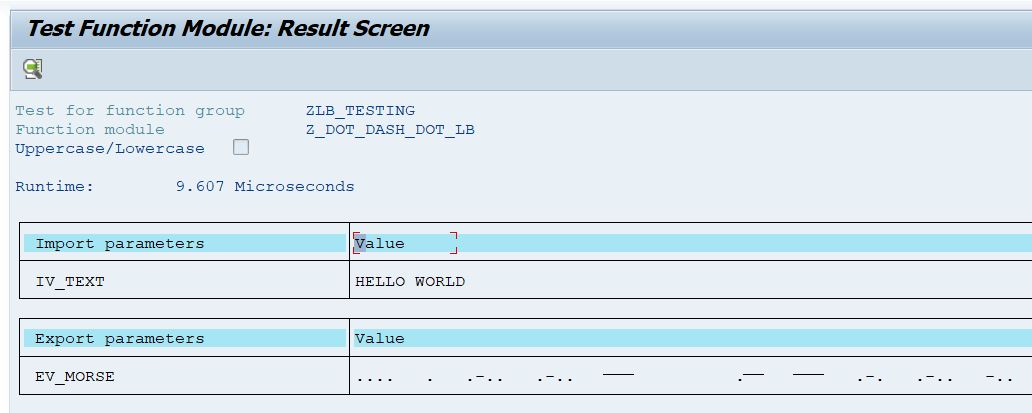 Test Function Module: Result Screen
Test for function group ZLB_TESTING
Function module Z_DOT_DASH_DOT_LB
Uppercase/Lowercase
Runtime: 9.607 Microseconds
Import parameters Value
IV_TEXT HELLO WORLD
Export parameters Value
EV_MORSE .... . .-.. .-.. --- .-- --- .-. .-.. -..